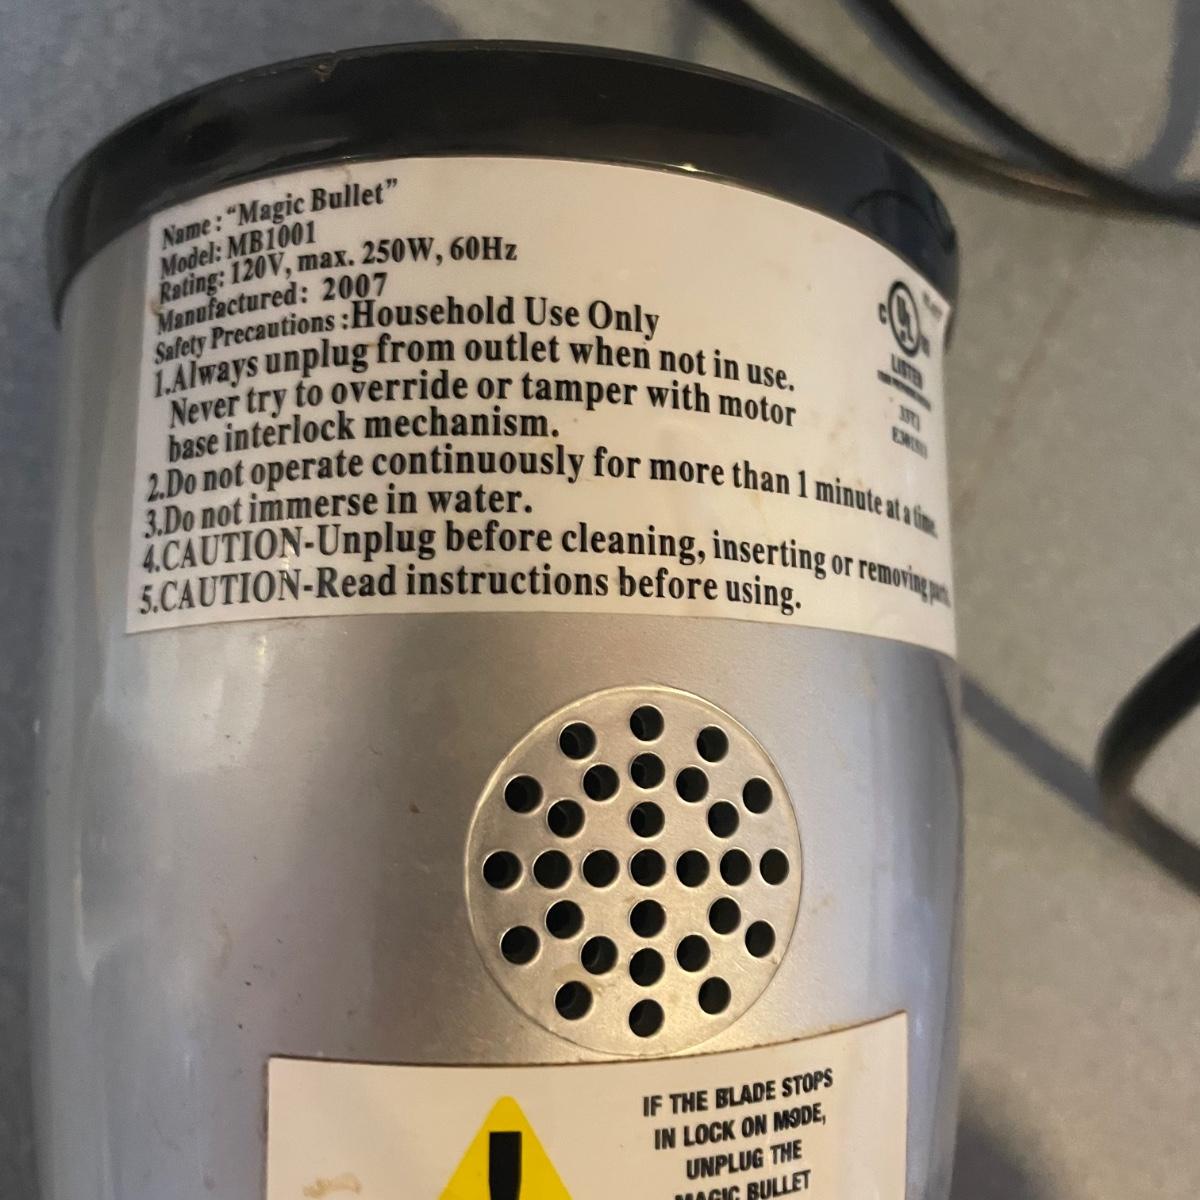 Name: “Magic Bullet”
Model: MB1001
Rating: 120V, max. 250W, 60Hz
Manufactured: 2007
Safety Precautions :Household Use Only
1.Always unplug from outlet when not in use.
Never try to override or tamper with motor
base interlock mechanism.
2.Do not operate continuously for more than 1 minute at a time.
3.Do not immerse in water.
4.CAUTION-Unplug before cleaning, inserting or removing parts.
5.CAUTION-Read instructions before using.
C UL
LISTED
IF THE BLADE STOPS
IN LOCK ON MODE,
UNPLUG THE
MAGIC BULLET